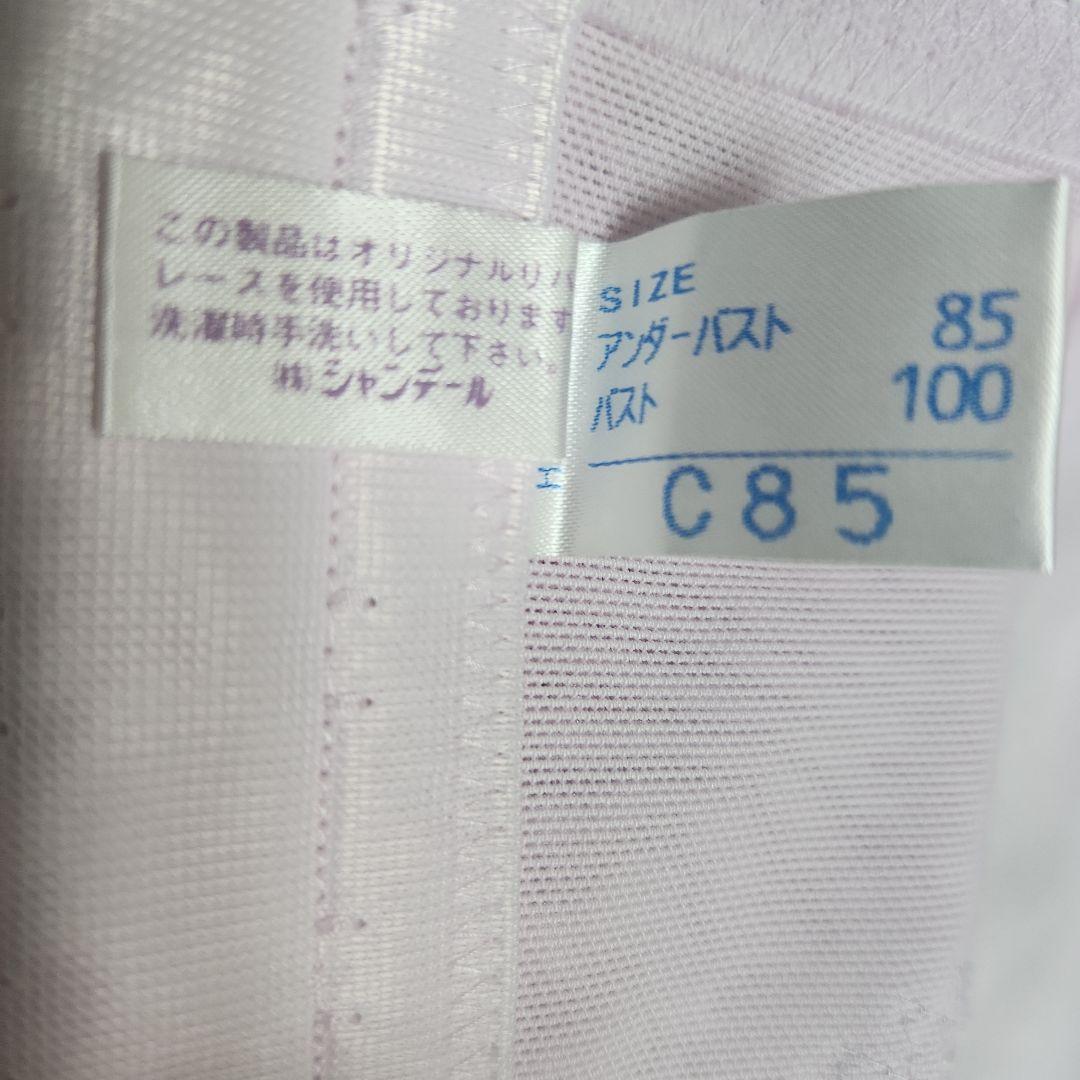 この製品はオリジナルリバ
レースを使用しております
洗濯時手洗いして下さい。
(株)シャンデール
SIZE
アンダーバスト 85
バスト 100
C85
エ